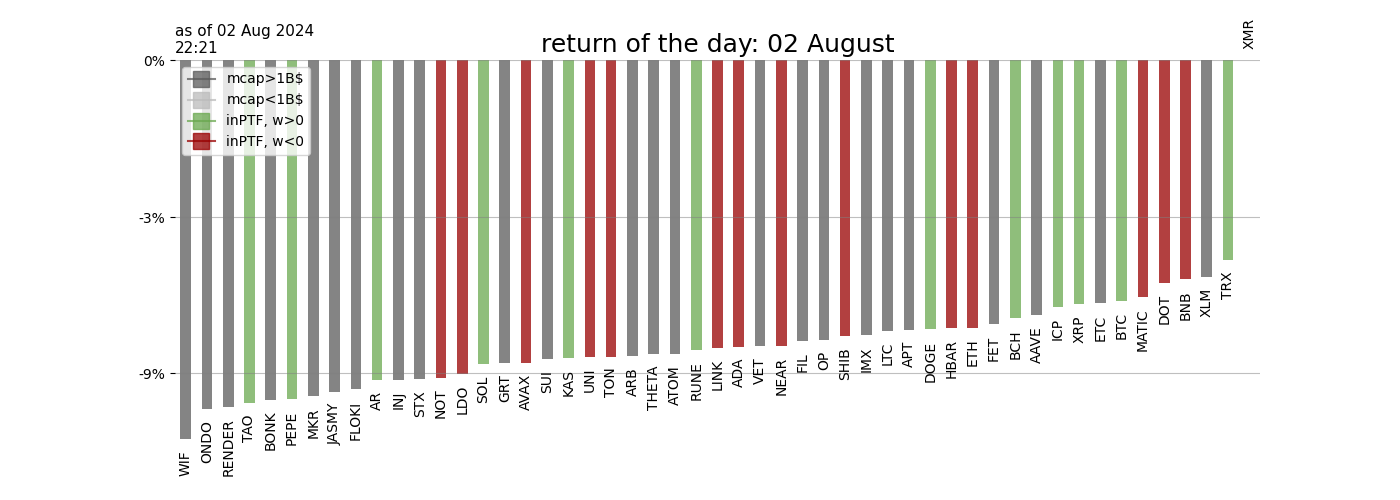 as of 02 Aug 2024
22:21
return of the day: 02 August
XMR
0%
-3%
-9%
mcap>1B$
mcap<1B$
inPTF, w>0
inPTF, w<0
WIF
ONDO
RENDER
TAO
BONK
PEPE
MKR
JASMY
FLOKI
AR
INJ
STX
NOT
LDO
SOL
GRT
AVAX
SUI
KAS
UNI
TON
ARB
THETA
ATOM
RUNE
LINK
ADA
VET
NEAR
FIL
OP
SHIB
IMX
LTC
APT
DOGE
HBAR
ETH
FET
BCH
AAVE
ICP
XRP
ETC
BTC
MATIC
DOT
BNB
XLM
TRX